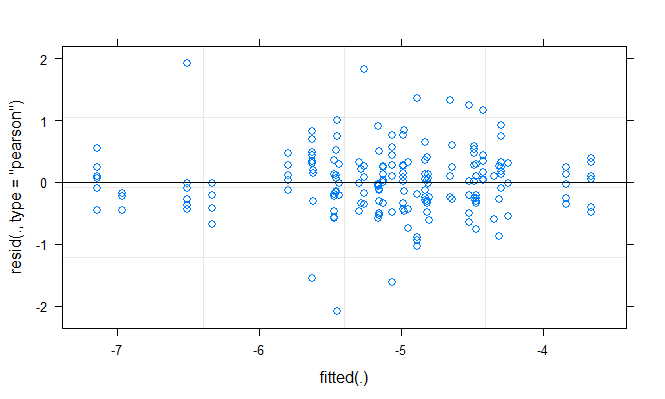 resid(., type = "pearson")
2
1
0
-1
-2
-7 -6 -5 -4
fitted(.)